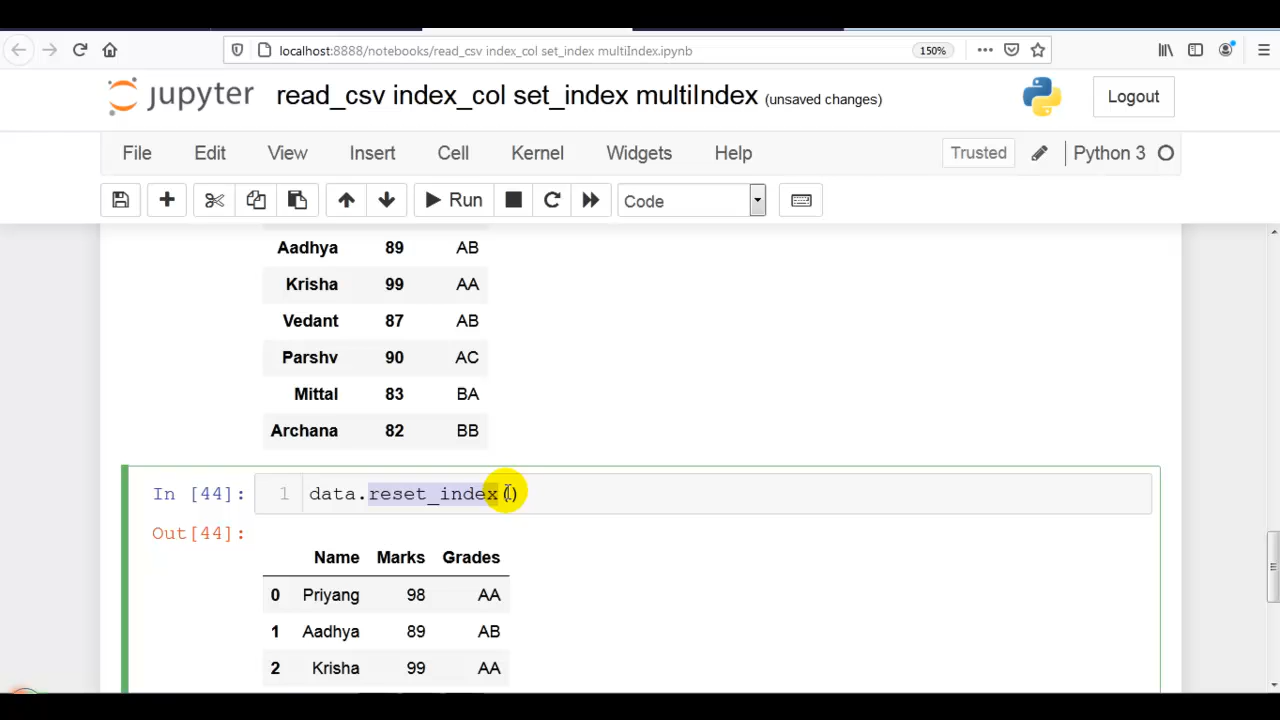 localhost:8888/notebooks/read_csv index_col set_index multiIndex.ipynb 150%
jupyter read_csv index_col set_index multiIndex (unsaved changes) Logout
File Edit View Insert Cell Kernel Widgets Help Trusted Python 3
Run Code
Aadhya 89 AB
Krisha 99 AA
Vedant 87 AB
Parshv 90 AC
Mittal 83 BA
Archana 82 BB
In [44]: 1 data.reset_index()
Out[44]:
Name Marks Grades
0 Priyang 98 AA
1 Aadhya 89 AB
2 Krisha 99 AA